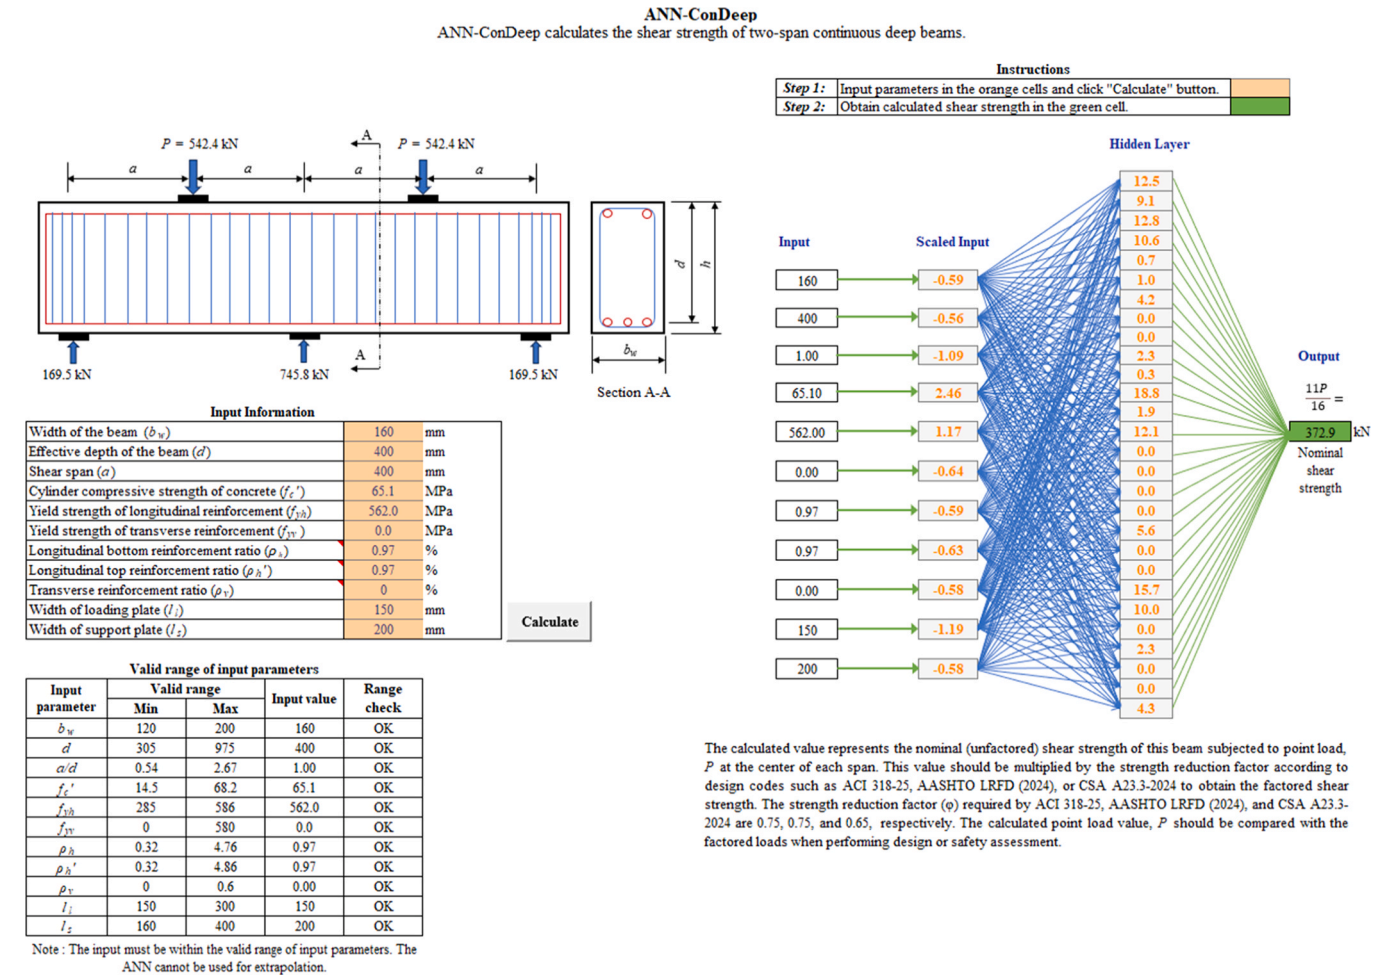 ANN-ConDeep
ANN-ConDeep calculates the shear strength of two-span continuous deep beams.
Instructions
Step 1: Input parameters in the orange cells and click "Calculate" button.
Step 2: Obtain calculated shear strength in the green cell.
P = 542.4 kN
A
P = 542.4 kN
a
a
a
a
d
h
169.5 kN
745.8 kN
A
169.5 kN
b_w
Section A-A
Input Information
Width of the beam (b_w) 160 mm
Effective depth of the beam (d) 400 mm
Shear span (a) 400 mm
Cylinder compressive strength of concrete (f_c') 65.1 MPa
Yield strength of longitudinal reinforcement (f_yh) 562.0 MPa
Yield strength of transverse reinforcement (f_yv) 0.0 MPa
Longitudinal bottom reinforcement ratio (ρ_h) 0.97 %
Longitudinal top reinforcement ratio (ρ_h') 0.97 %
Transverse reinforcement ratio (ρ_v) 0 %
Width of loading plate (l_i) 150 mm
Width of support plate (l_s) 200 mm
Calculate
Valid range of input parameters
Input parameter Valid range Input value Range check
Min Max
b_w 120 200 160 OK
d 305 975 400 OK
a/d 0.54 2.67 1.00 OK
f_c' 14.5 68.2 65.1 OK
f_yh 285 586 562.0 OK
f_yv 0 580 0.0 OK
ρ_h 0.32 4.76 0.97 OK
ρ_h' 0.32 4.86 0.97 OK
ρ_v 0 0.6 0.00 OK
l_i 150 300 150 OK
l_s 160 400 200 OK
Note : The input must be within the valid range of input parameters. The
ANN cannot be used for extrapolation.
Input
160
400
1.00
65.10
562.00
0.00
0.97
0.97
0.00
150
200
Scaled Input
-0.59
-0.56
-1.09
2.46
1.17
-0.64
-0.59
-0.63
-0.58
-1.19
-0.58
Hidden Layer
12.5
9.1
12.8
10.6
0.7
1.0
4.2
0.0
0.0
2.3
0.3
18.8
1.9
12.1
0.0
0.0
0.0
0.0
5.6
0.0
0.0
15.7
10.0
0.0
2.3
0.0
0.0
4.3
Output
11P
16 =
372.9 kN
Nominal
shear
strength
The calculated value represents the nominal (unfactored) shear strength of this beam subjected to point load,
P at the center of each span. This value should be multiplied by the strength reduction factor according to
design codes such as ACI 318-25, AASHTO LRFD (2024), or CSA A23.3-2024 to obtain the factored shear
strength. The strength reduction factor (φ) required by ACI 318-25, AASHTO LRFD (2024), and CSA A23.3-
2024 are 0.75, 0.75, and 0.65, respectively. The calculated point load value, P should be compared with the
factored loads when performing design or safety assessment.